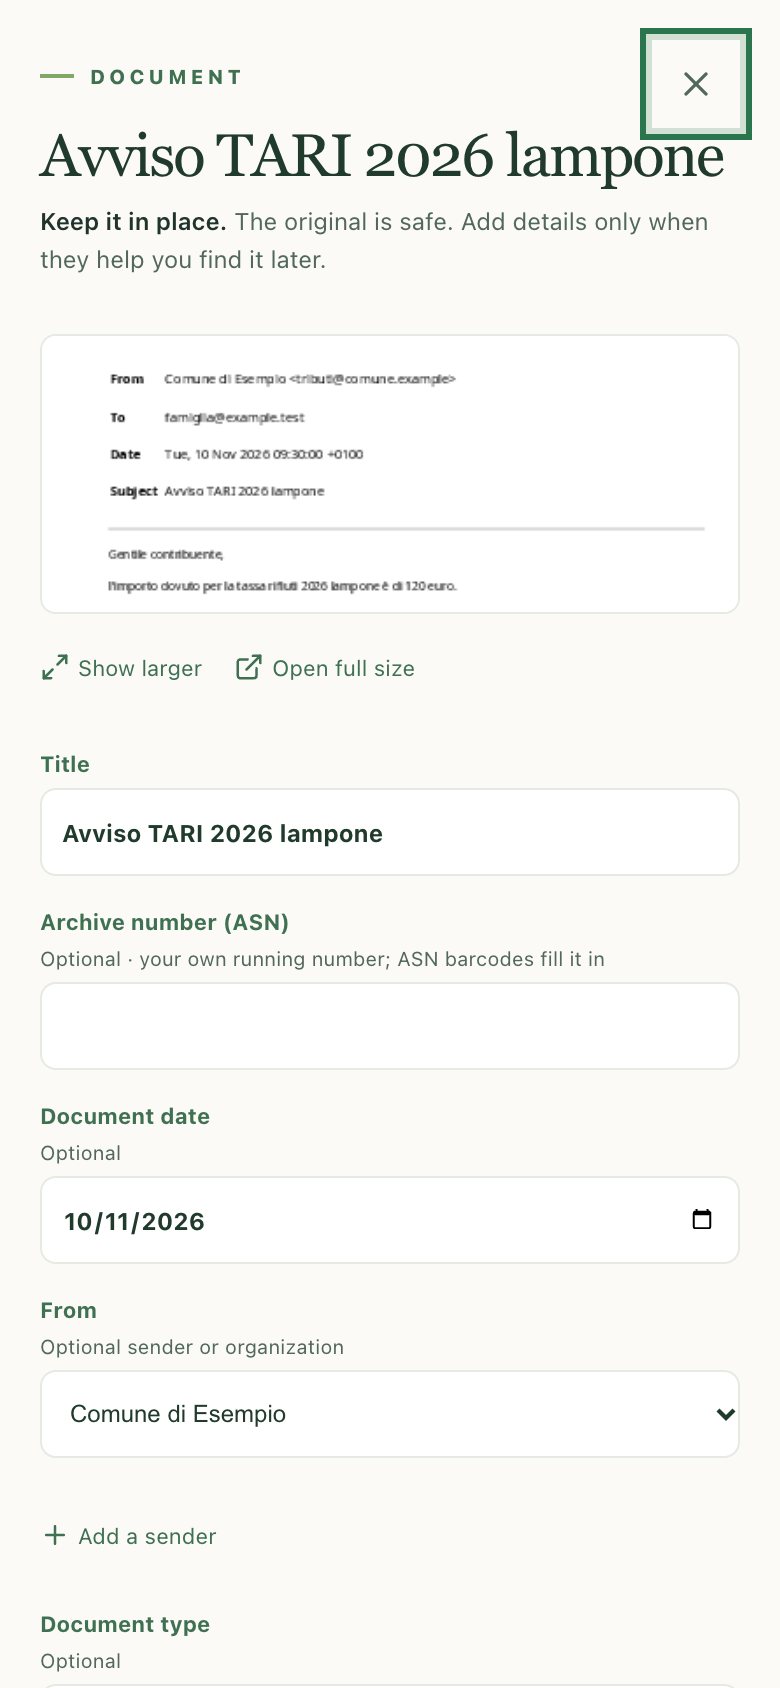 DOCUMENT
Avviso TARI 2026 lampone
Keep it in place. The original is safe. Add details only when
they help you find it later.
From Comune di Esempio <tributi@comune.example>
To famiglia@example.test
Date Tue, 10 Nov 2026 09:30:00 +0100
Subject Avviso TARI 2026 lampone
Gentile contribuente,
l'importo dovuto per la tassa rifiuti 2026 lampone è di 120 euro.
Show larger Open full size
Title
Avviso TARI 2026 lampone
Archive number (ASN)
Optional · your own running number; ASN barcodes fill it in
Document date
Optional
10/11/2026
From
Optional sender or organization
Comune di Esempio
Add a sender
Document type
Optional